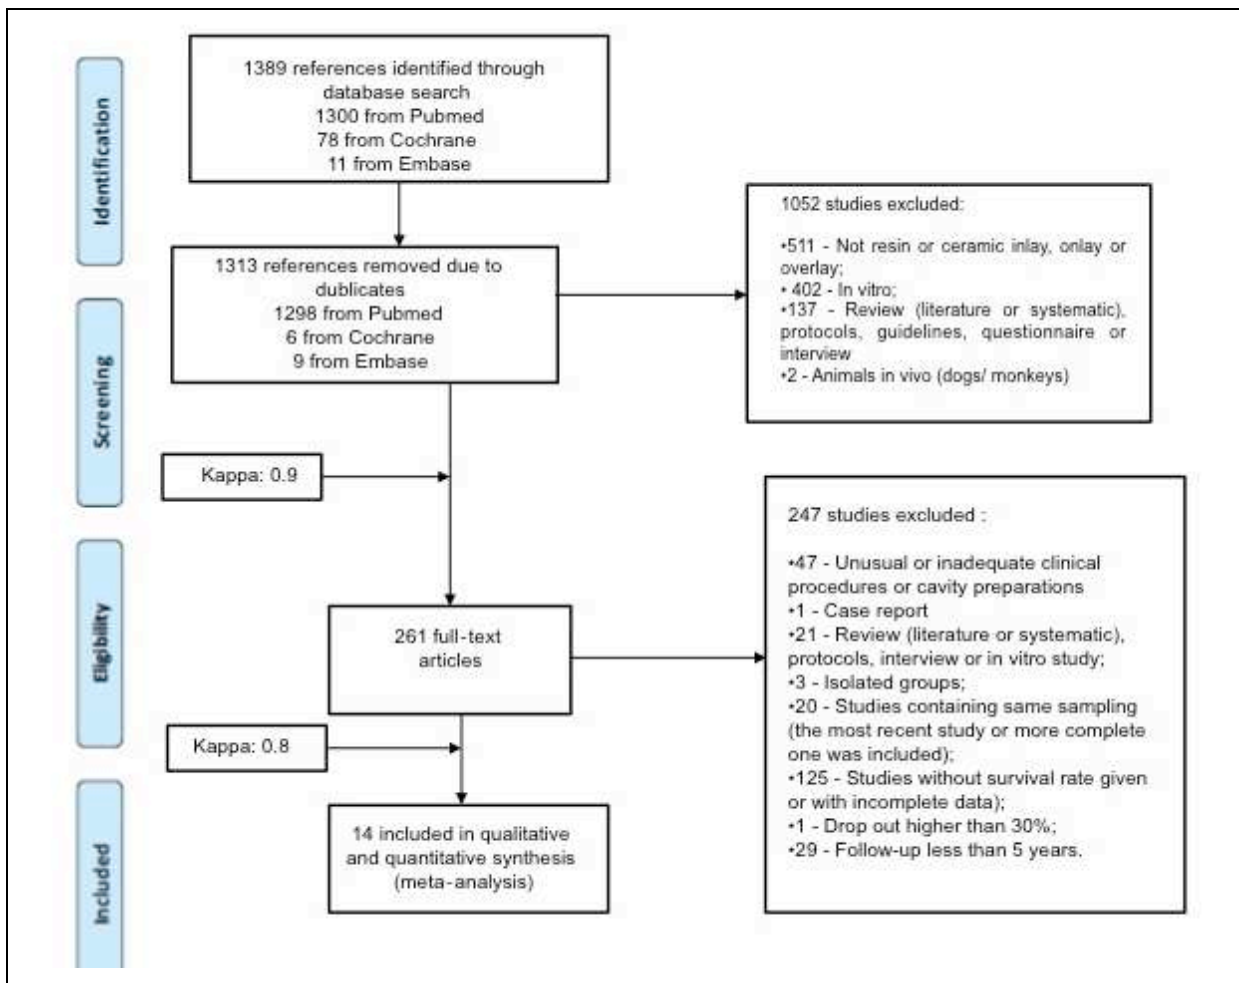 Identification
1389 references identified through
database search
1300 from Pubmed
78 from Cochrane
11 from Embase
1052 studies excluded:
•511 - Not resin or ceramic inlay, onlay or
overlay;
• 402 - In vitro;
•137 - Review (literature or systematic),
protocols, guidelines, questionnaire or
interview
•2 - Animals in vivo (dogs/ monkeys)
1313 references removed due to
dublicates
1298 from Pubmed
6 from Cochrane
9 from Embase
Screening
Kappa: 0.9
247 studies excluded :
•47 - Unusual or inadequate clinical
procedures or cavity preparations
•1 - Case report
•21 - Review (literature or systematic),
protocols, interview or in vitro study;
•3 - Isolated groups;
•20 - Studies containing same sampling
(the most recent study or more complete
one was included);
•125 - Studies without survival rate given
or with incomplete data);
•1 - Drop out higher than 30%;
•29 - Follow-up less than 5 years.
Eligibility
261 full-text
articles
Kappa: 0.8
Included
14 included in qualitative
and quantitative synthesis
(meta-analysis)